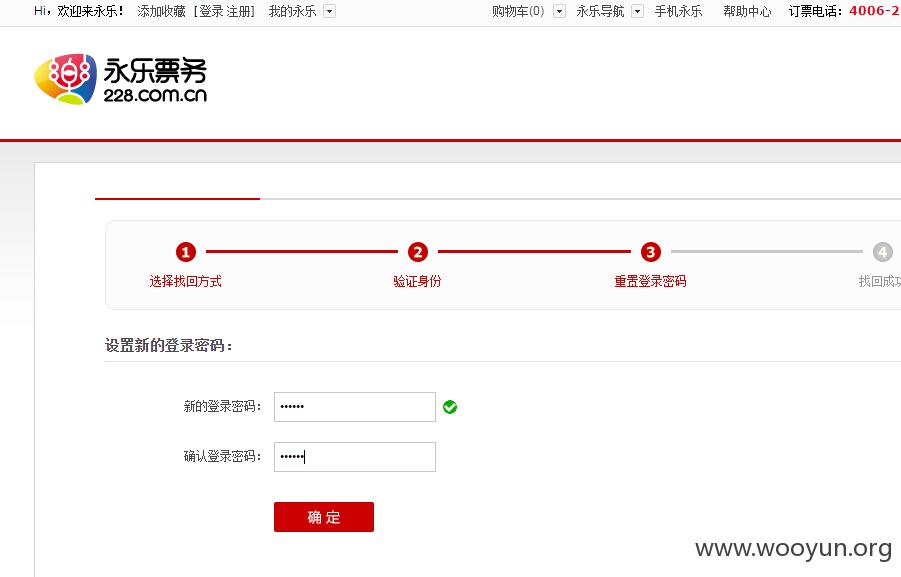 Hi，欢迎来永乐！ 添加收藏 [ 登录 注册] 我的永乐 购物车(0) 永乐导航 手机永乐 帮助中心 订票电话：4006-2
永乐票务
228.com.cn
1 2 3 4
选择找回方式 验证身份 重置登录密码 找回成功
设置新的登录密码：
新的登录密码： ••••••
确认登录密码： ••••••
确 定
www.wooyun.org